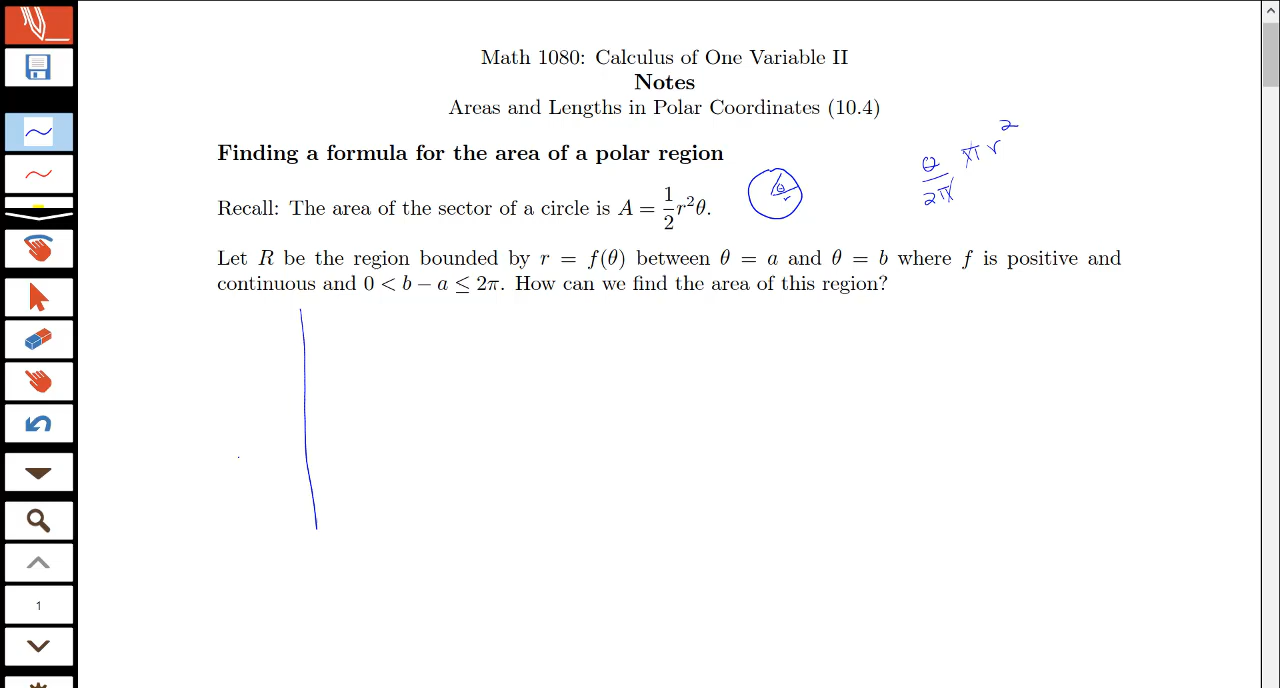 Math 1080: Calculus of One Variable II
Notes
Areas and Lengths in Polar Coordinates (10.4)
Finding a formula for the area of a polar region
θ/2π πr²
Recall: The area of the sector of a circle is A = 1/2 r²θ.
θ
r
Let R be the region bounded by r = f(θ) between θ = a and θ = b where f is positive and
continuous and 0 < b − a ≤ 2π. How can we find the area of this region?
1